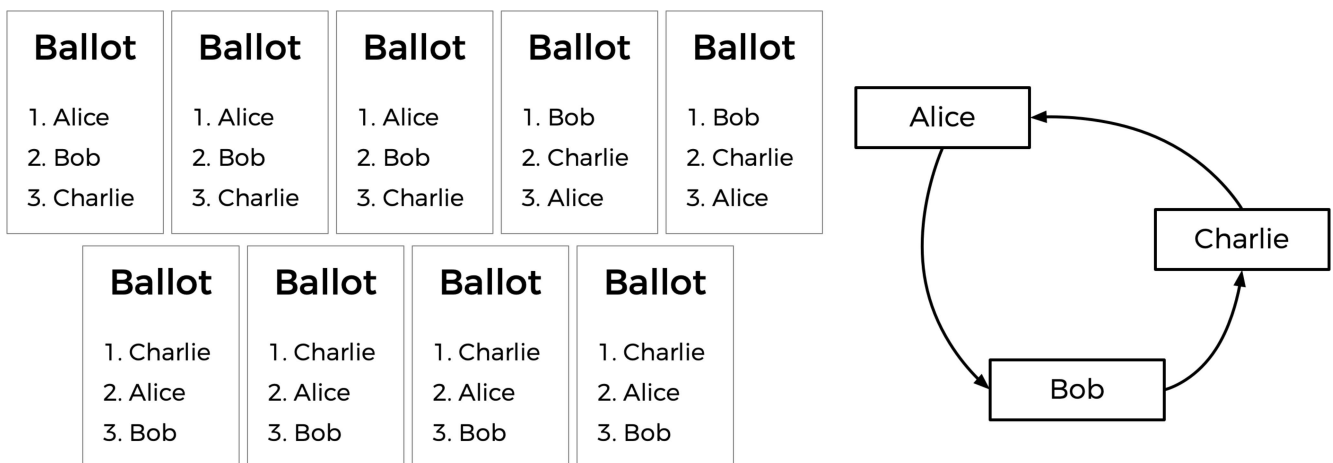 Ballot
1. Alice
2. Bob
3. Charlie
Ballot
1. Alice
2. Bob
3. Charlie
Ballot
1. Alice
2. Bob
3. Charlie
Ballot
1. Bob
2. Charlie
3. Alice
Ballot
1. Bob
2. Charlie
3. Alice
Ballot
1. Charlie
2. Alice
3. Bob
Ballot
1. Charlie
2. Alice
3. Bob
Ballot
1. Charlie
2. Alice
3. Bob
Ballot
1. Charlie
2. Alice
3. Bob
Alice
Charlie
Bob